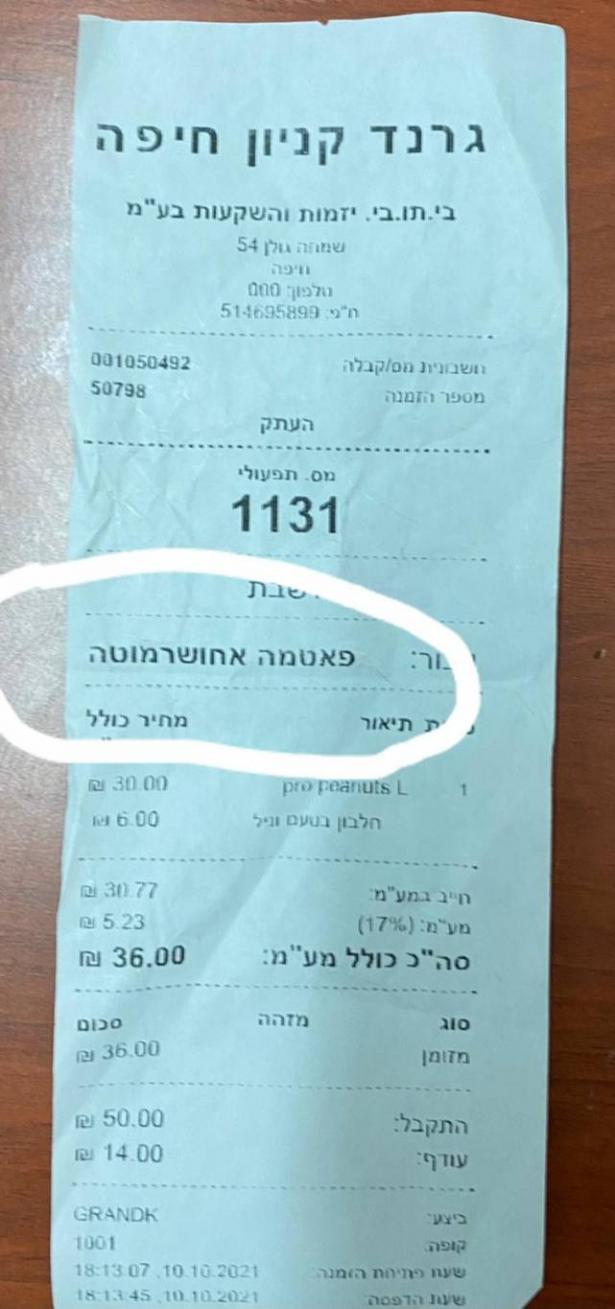 גרנד קניון חיפה
בי.תו.בי. יזמות והשקעות בע"מ
שמחה גולן 54
חיפה
טלפון: 000
ח"פ: 514695899
חשבונית מס/קבלה 001050492
מספר הזמנה 50798
העתק
מס. תפעולי
1131
שבת
פאטמה אחושרמוטה
תיאור מחיר כולל
1 pro peanuts L 30.00 ₪
חלבון בטעם וניל 6.00 ₪
חייב במע"מ: 30.77 ₪
מע"מ: (17%) 5.23 ₪
סה"כ כולל מע"מ: 36.00 ₪
סוג מזהה סכום
מזומן 36.00 ₪
התקבל: 50.00 ₪
עודף: 14.00 ₪
ביצע: GRANDK
קופה: 1001
שעת פתיחת הזמנה: 10.10.2021, 18:13:07
שעת הדפסה: 10.10.2021, 18:13:45